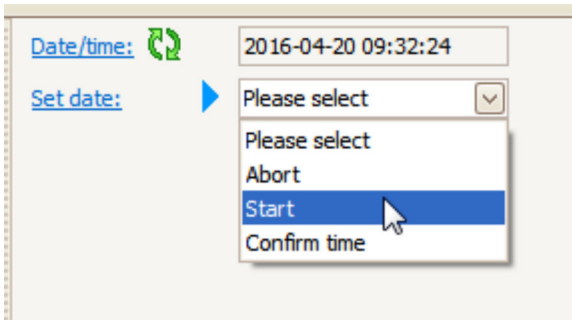 Date/time: 2016-04-20 09:32:24
Set date: Please select
Please select
Abort
Start
Confirm time